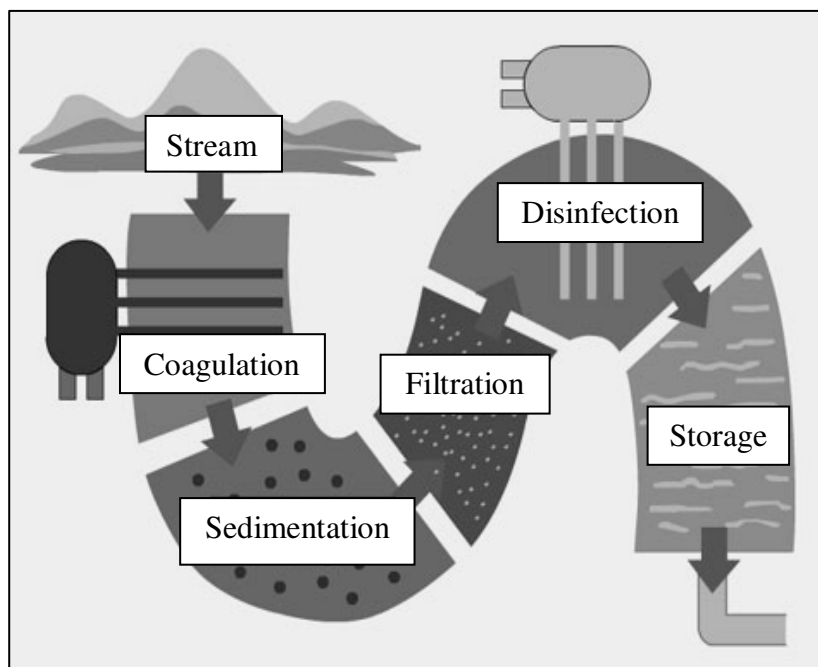 Stream
Coagulation
Sedimentation
Filtration
Disinfection
Storage